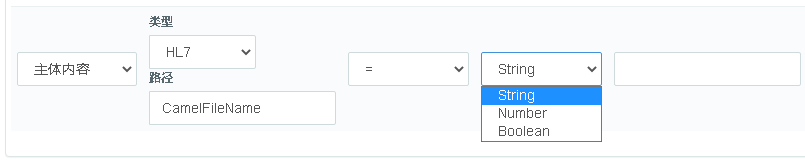 类型
HL7
主体内容
路径
CamelFileName
=
String
String
Number
Boolean